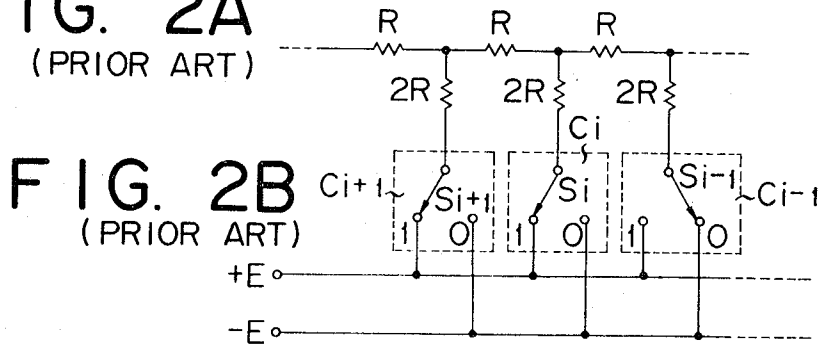 IG. 2A
(PRIOR ART)
R R R
2R 2R 2R
Ci
FIG. 2B
(PRIOR ART)
Ci+1 Si+1 Si Si-1 Ci-1
1 0 1 0 1 0
+E
-E